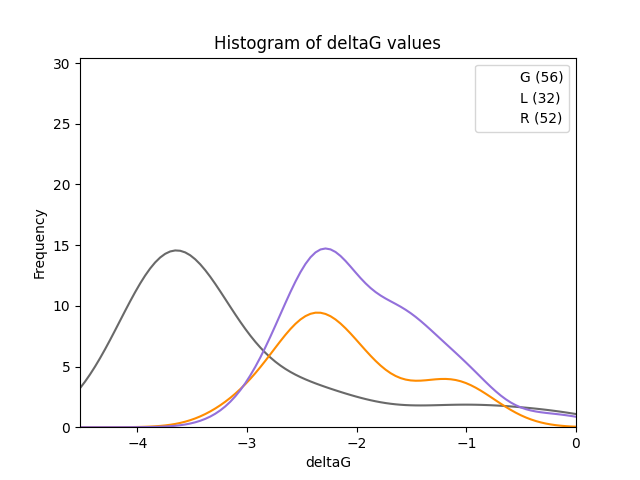 Histogram of deltaG values
G (56)
L (32)
R (52)
Frequency
30
25
20
15
10
5
0
−4
−3
−2
−1
0
deltaG